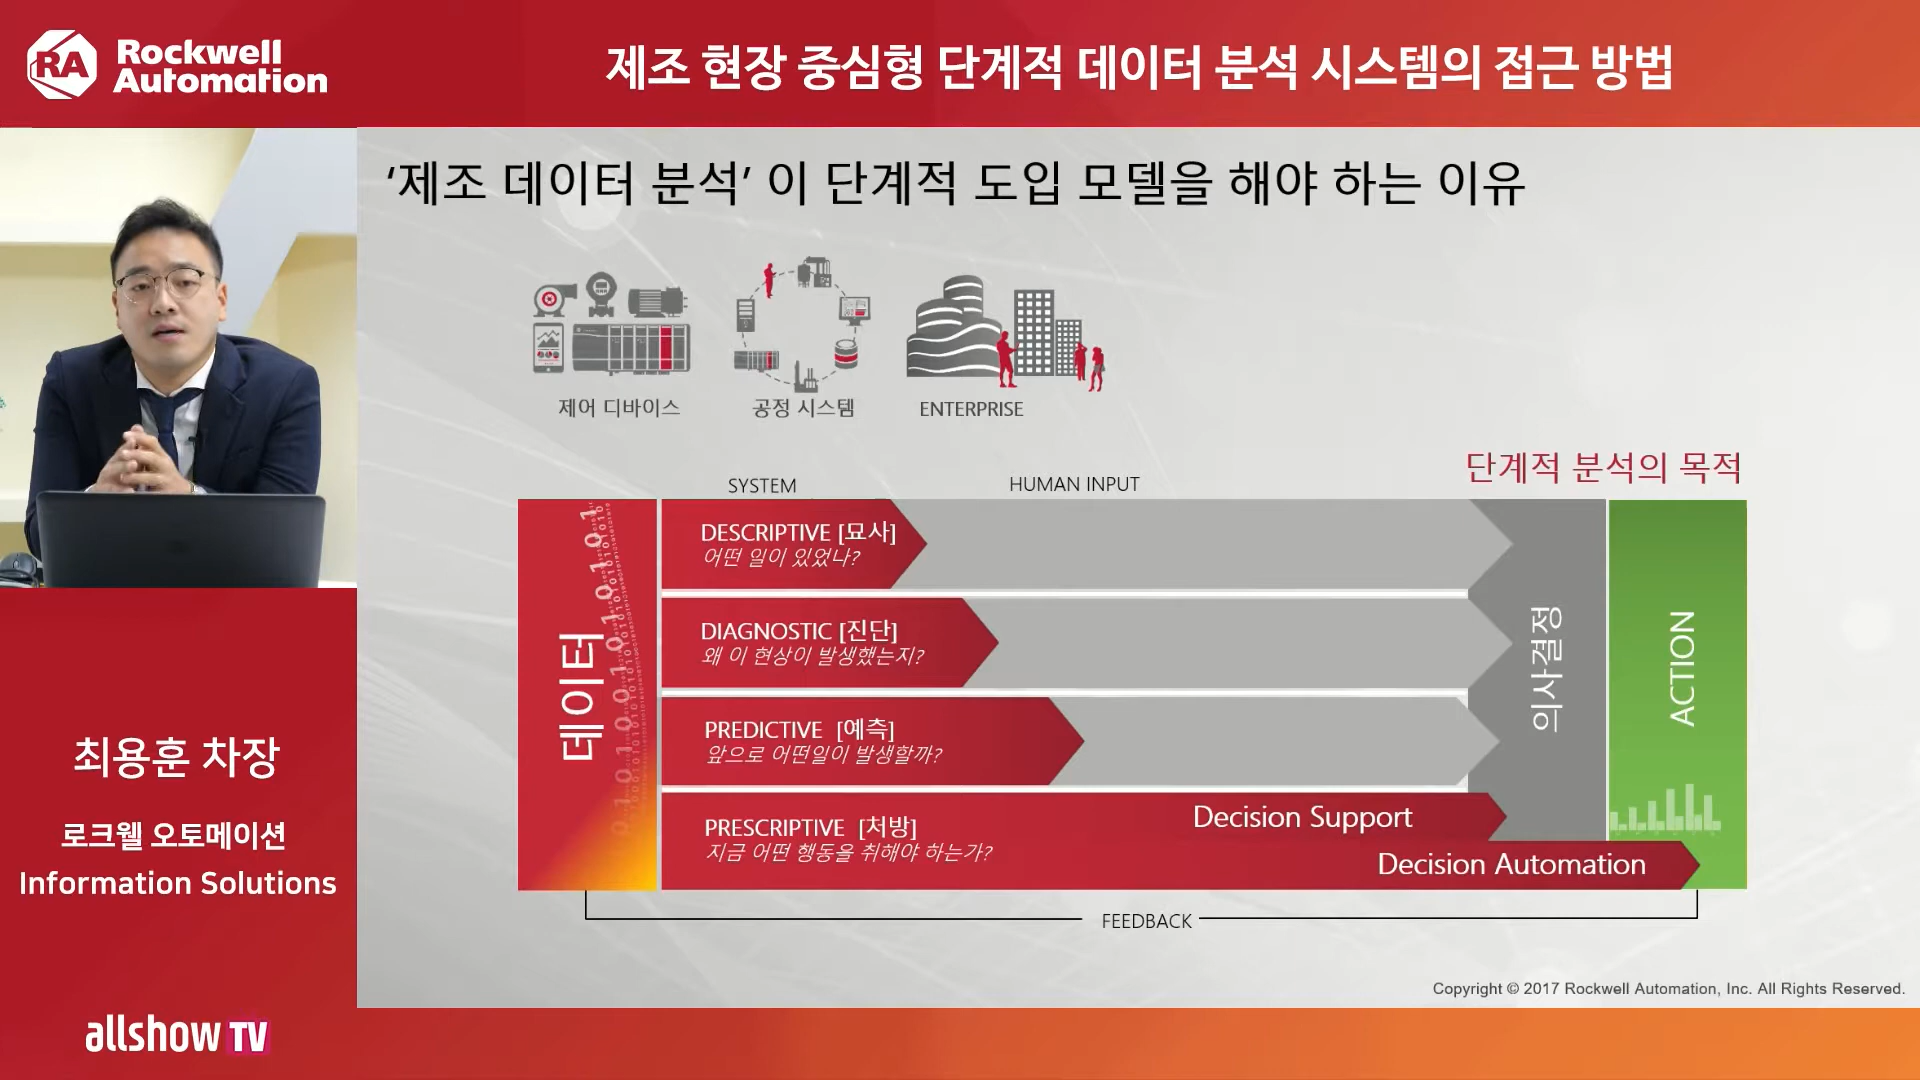 RA Rockwell
Automation
제조 현장 중심형 단계적 데이터 분석 시스템의 접근 방법
‘제조 데이터 분석’ 이 단계적 도입 모델을 해야 하는 이유
제어 디바이스
공정 시스템
ENTERPRISE
단계적 분석의 목적
SYSTEM
HUMAN INPUT
데이터
DESCRIPTIVE [묘사]
어떤 일이 있었나?
DIAGNOSTIC [진단]
왜 이 현상이 발생했는지?
PREDICTIVE [예측]
앞으로 어떤일이 발생할까?
PRESCRIPTIVE [처방]
지금 어떤 행동을 취해야 하는가?
Decision Support
Decision Automation
의사결정
ACTION
FEEDBACK
Copyright © 2017 Rockwell Automation, Inc. All Rights Reserved.
최용훈 차장
로크웰 오토메이션
Information Solutions
allshow TV